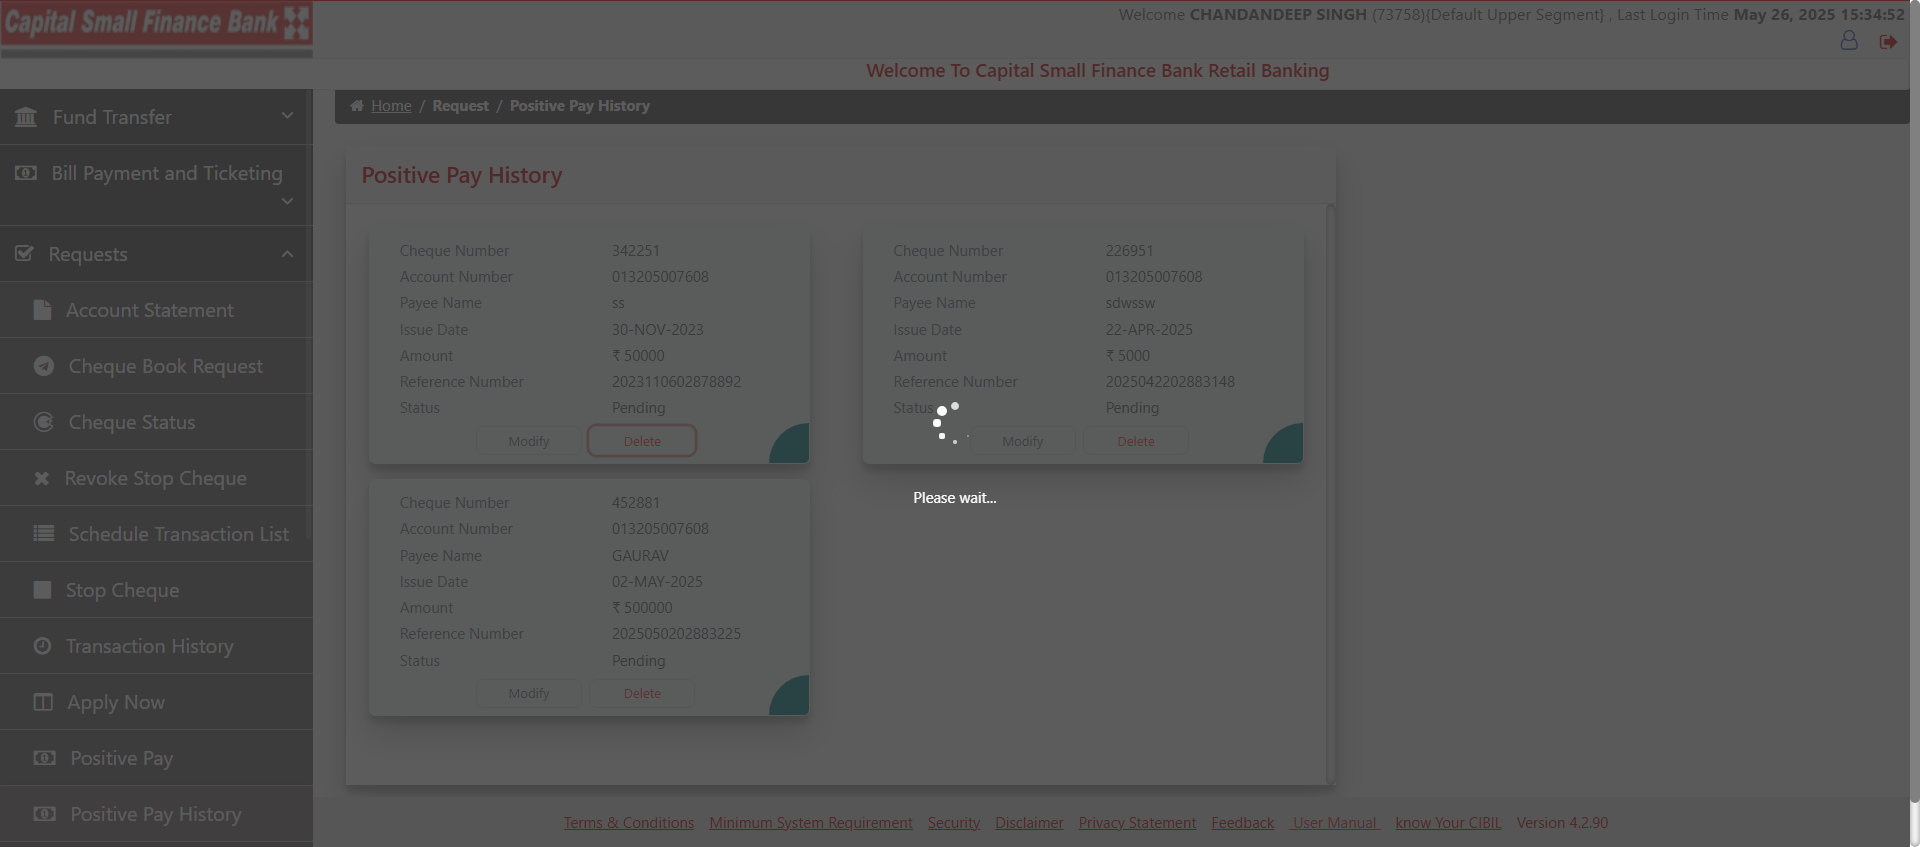 Capital Small Finance Bank
Welcome CHANDANDEEP SINGH (73758){Default Upper Segment} , Last Login Time May 26, 2025 15:34:52
Welcome To Capital Small Finance Bank Retail Banking
Home / Request / Positive Pay History
Fund Transfer
Bill Payment and Ticketing
Requests
Account Statement
Cheque Book Request
Cheque Status
Revoke Stop Cheque
Schedule Transaction List
Stop Cheque
Transaction History
Apply Now
Positive Pay
Positive Pay History
Positive Pay History
Cheque Number 342251
Account Number 013205007608
Payee Name ss
Issue Date 30-NOV-2023
Amount ₹ 50000
Reference Number 2023110602878892
Status Pending
Modify Delete
Cheque Number 226951
Account Number 013205007608
Payee Name sdwssw
Issue Date 22-APR-2025
Amount ₹ 5000
Reference Number 2025042202883148
Status Pending
Modify Delete
Please wait...
Cheque Number 452881
Account Number 013205007608
Payee Name GAURAV
Issue Date 02-MAY-2025
Amount ₹ 500000
Reference Number 2025050202883225
Status Pending
Modify Delete
Terms & Conditions Minimum System Requirement Security Disclaimer Privacy Statement Feedback User Manual know Your CIBIL Version 4.2.90